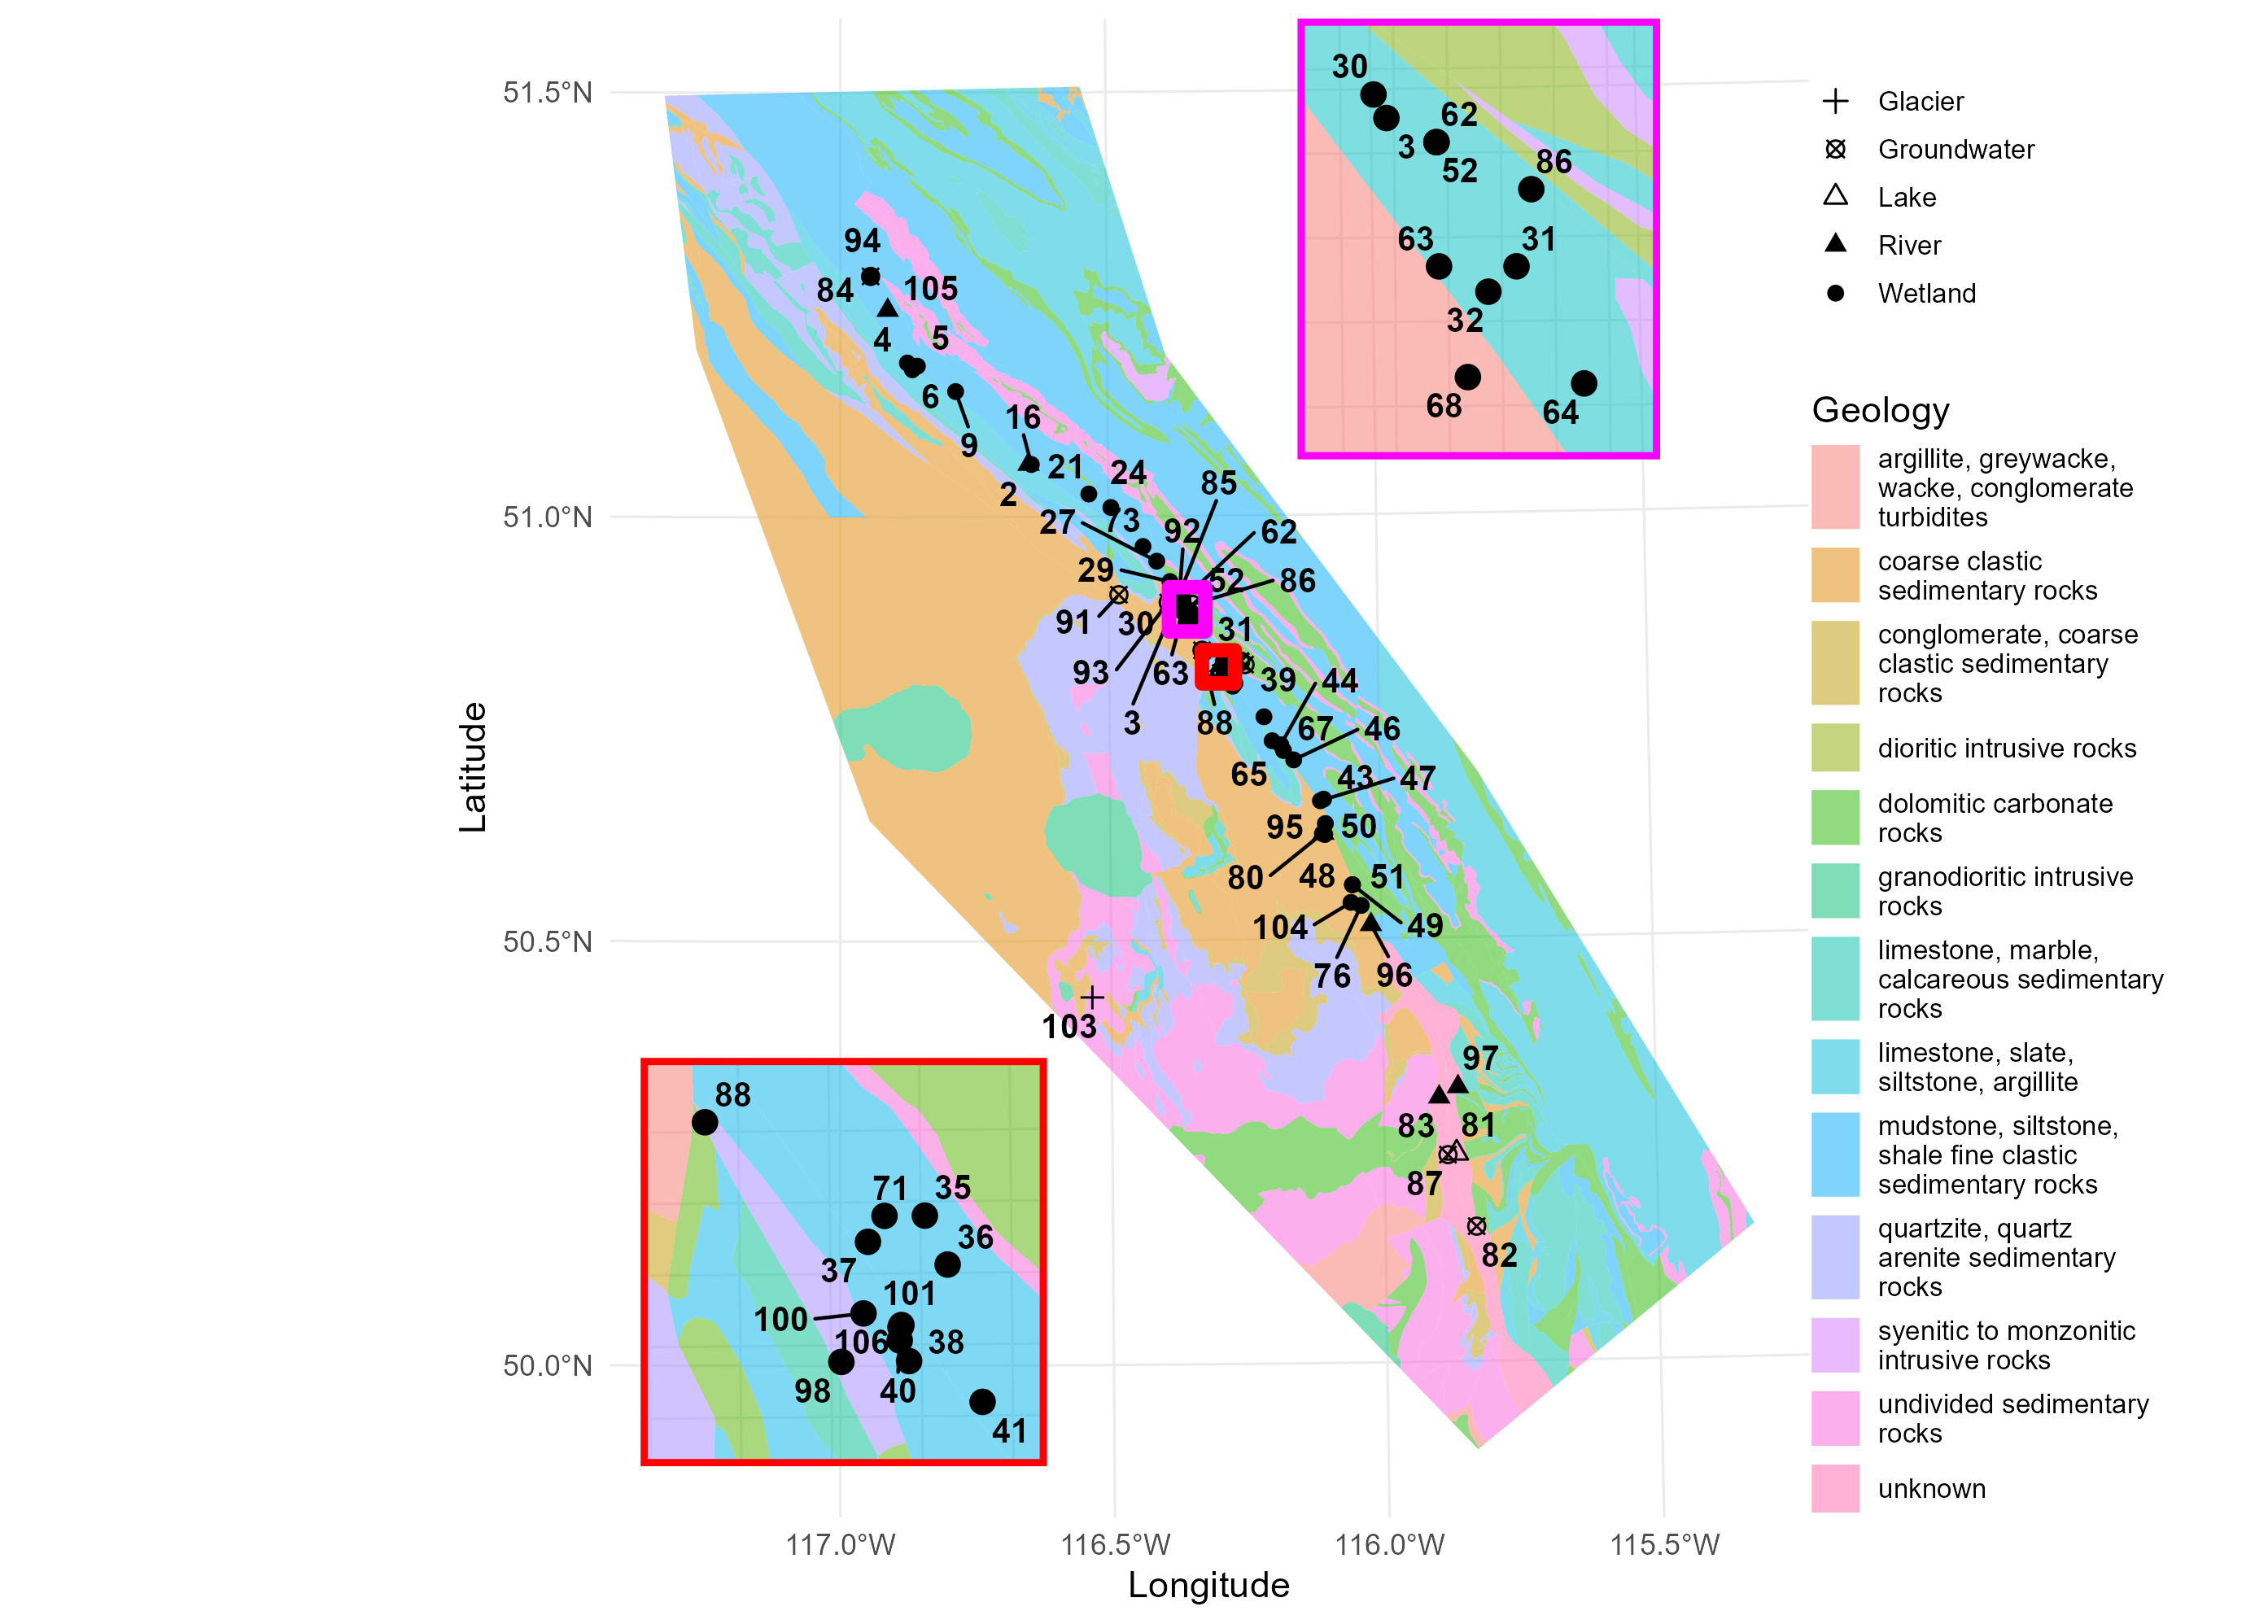 51.5°N
51.0°N
50.5°N
50.0°N
Latitude
117.0°W
116.5°W
116.0°W
115.5°W
Longitude
94
84
105
4
5
6
9
16
2
21
24
27
73
85
92
62
29
52
86
91
30
31
93
63
3
88
39
44
67
46
65
43
47
95
50
80
48
51
104
49
76
96
103
97
83
81
87
82
30
62
3
52
86
63
31
32
68
64
88
71
35
36
37
101
100
106
38
98
40
41
Glacier
Groundwater
Lake
River
Wetland
Geology
argillite, greywacke,
wacke, conglomerate
turbidites
coarse clastic
sedimentary rocks
conglomerate, coarse
clastic sedimentary
rocks
dioritic intrusive rocks
dolomitic carbonate
rocks
granodioritic intrusive
rocks
limestone, marble,
calcareous sedimentary
rocks
limestone, slate,
siltstone, argillite
mudstone, siltstone,
shale fine clastic
sedimentary rocks
quartzite, quartz
arenite sedimentary
rocks
syenitic to monzonitic
intrusive rocks
undivided sedimentary
rocks
unknown